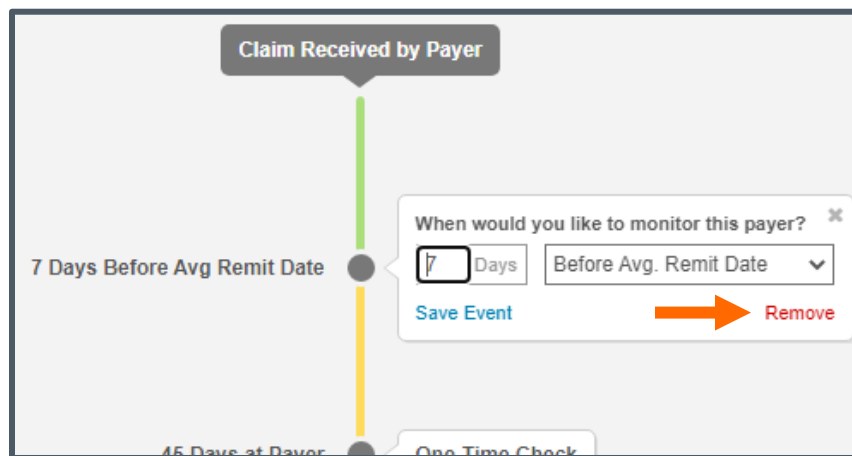 Claim Received by Payer
When would you like to monitor this payer?
7 Days Before Avg Remit Date
7 Days
Before Avg. Remit Date
Save Event
Remove
45 Days at Payer
One Time Check